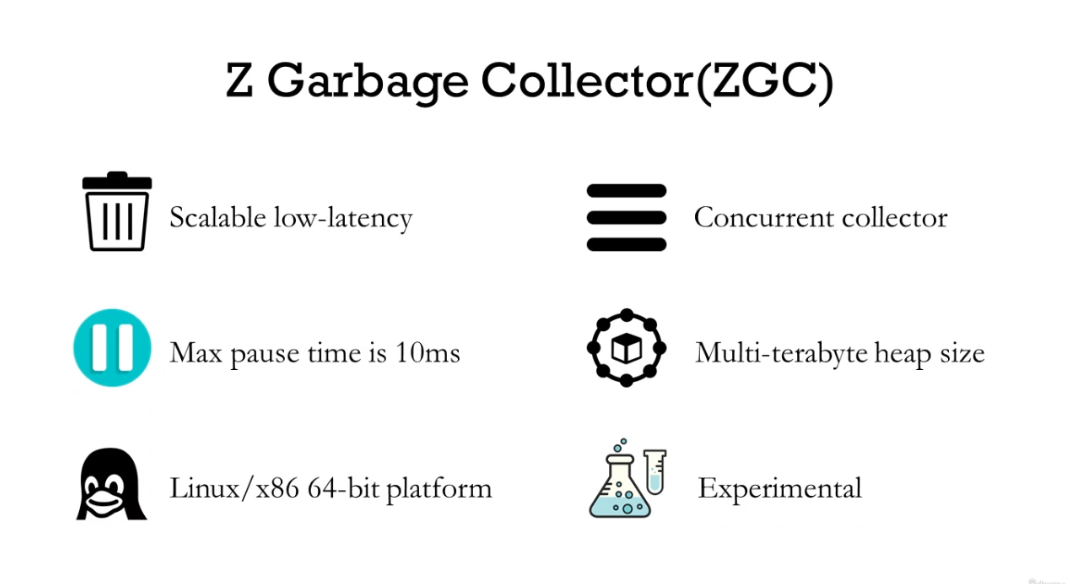 Z Garbage Collector(ZGC)
Scalable low-latency
Concurrent collector
Max pause time is 10ms
Multi-terabyte heap size
Linux/x86 64-bit platform
Experimental